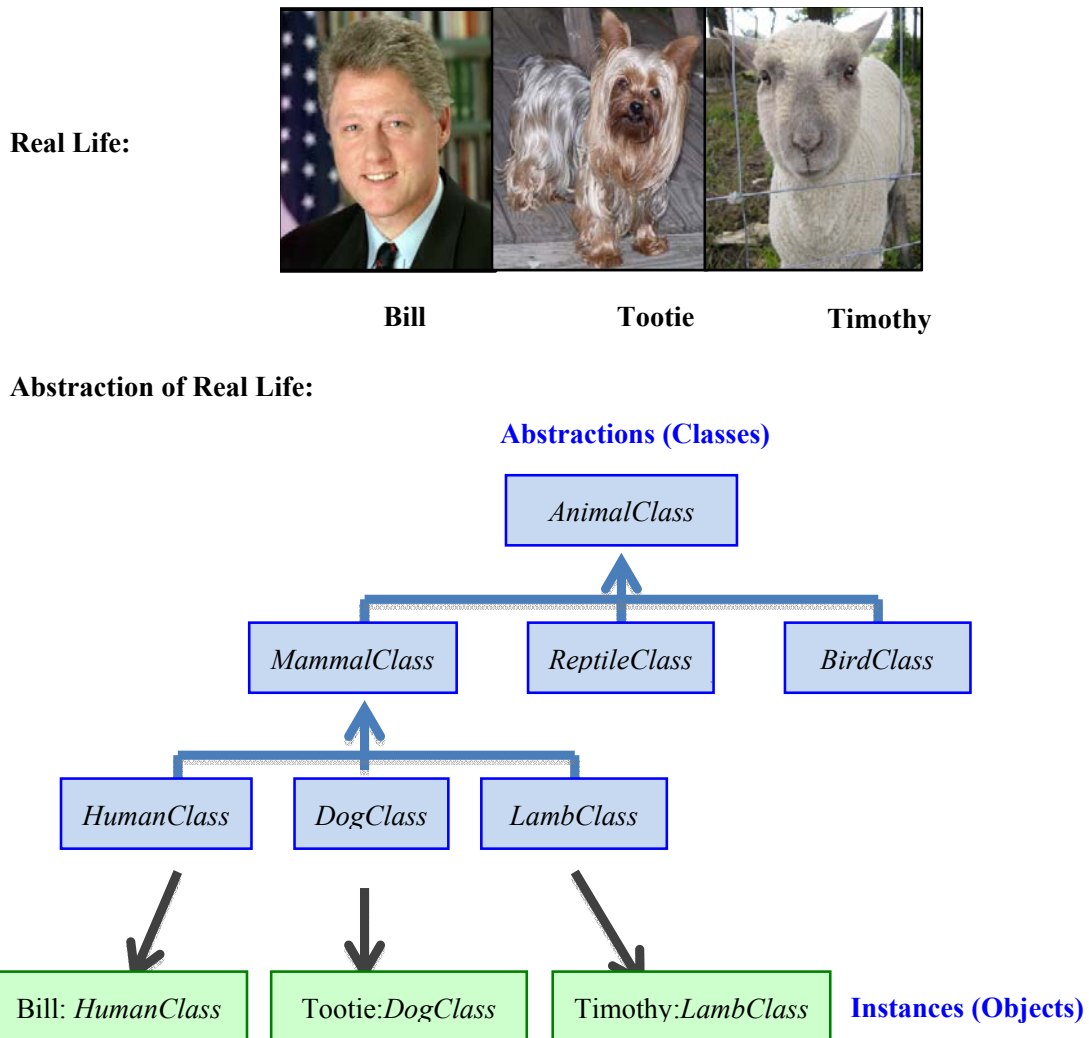 Real Life:
Bill Tootie Timothy
Abstraction of Real Life:
Abstractions (Classes)
AnimalClass
MammalClass ReptileClass BirdClass
HumanClass DogClass LambClass
Bill: HumanClass Tootie:DogClass Timothy:LambClass Instances (Objects)